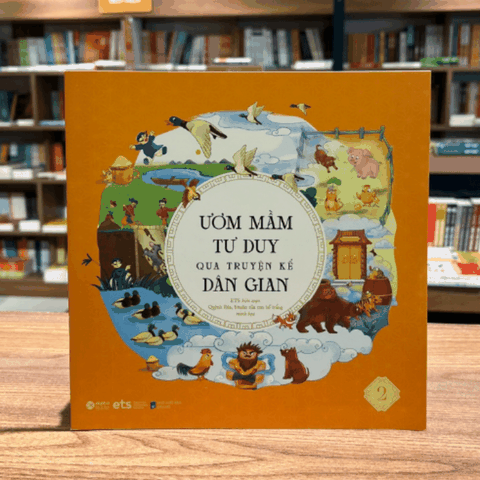 ƯƠM MẦM
TƯ DUY
QUA TRUYỆN KỂ
DÂN GIAN
2
ets